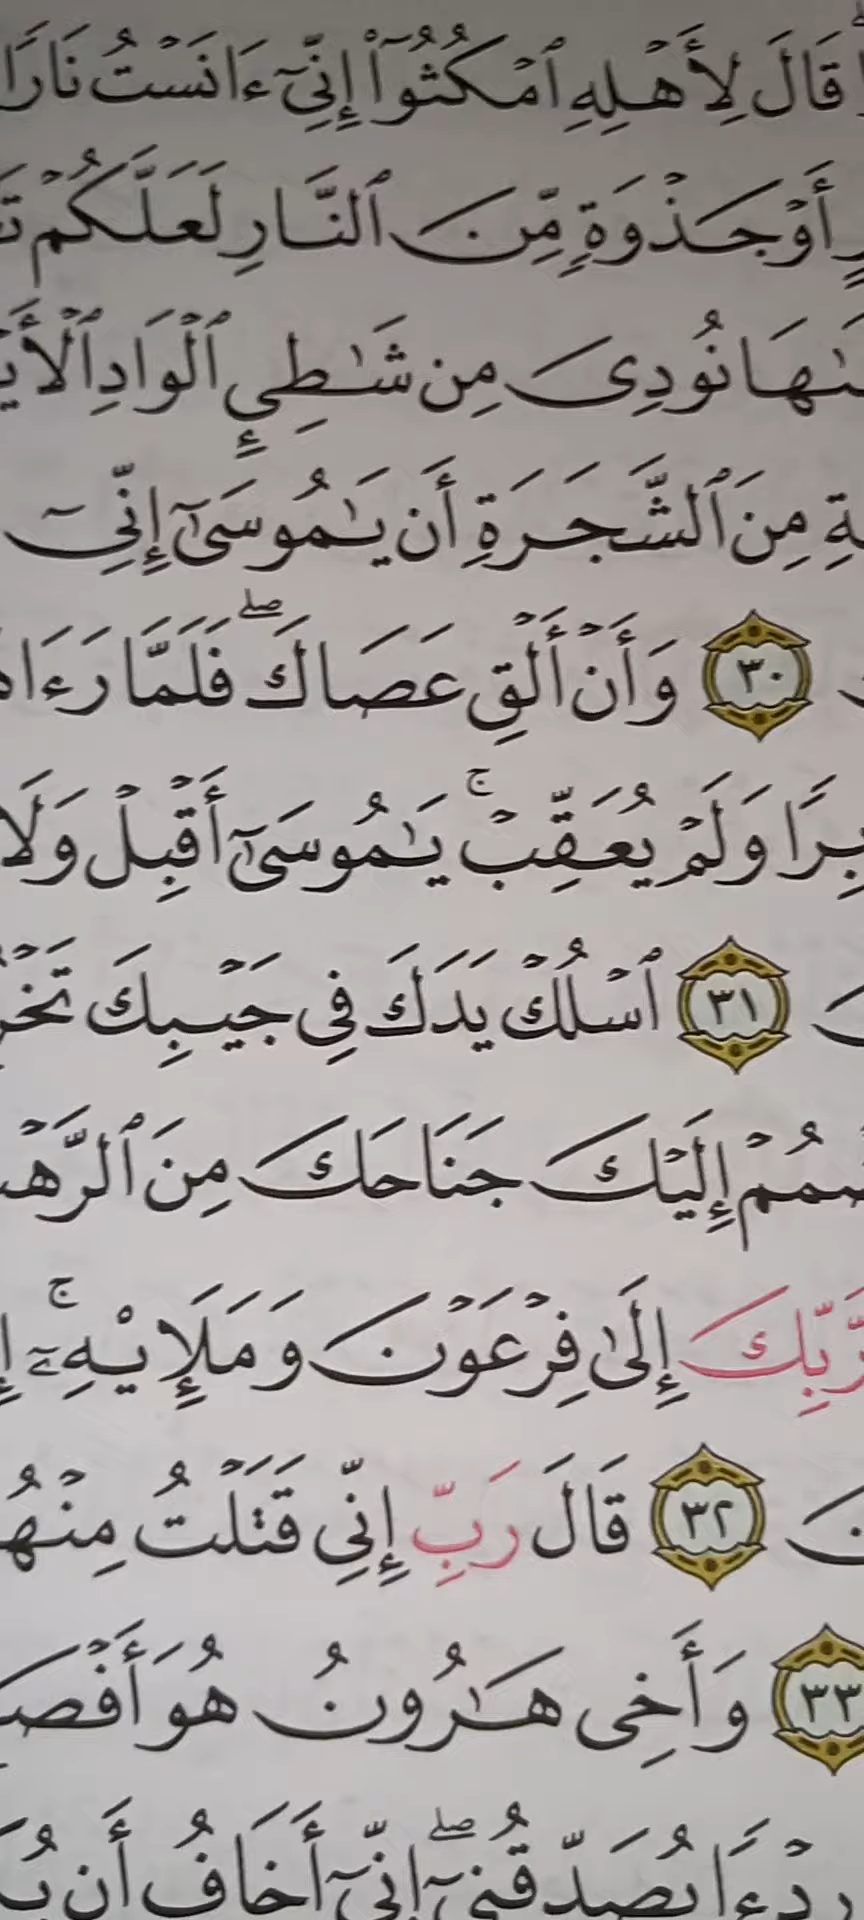 قَالَ لِأَهْلِهِ ٱمْكُثُوٓا۟ إِنِّىٓ ءَانَسْتُ نَارًا
أَوْ جَذْوَةٍ مِّنَ ٱلنَّارِ لَعَلَّكُمْ
نُودِىَ مِن شَٰطِئِ ٱلْوَادِ
مِنَ ٱلشَّجَرَةِ أَن يَٰمُوسَىٰٓ إِنِّىٓ
٣٠ وَأَنْ أَلْقِ عَصَاكَ ۖ فَلَمَّا
وَلَمْ يُعَقِّبْ ۚ يَٰمُوسَىٰٓ أَقْبِلْ وَلَا
٣١ ٱسْلُكْ يَدَكَ فِى جَيْبِكَ
إِلَيْكَ جَنَاحَكَ مِنَ
رَّبِّكَ إِلَىٰ فِرْعَوْنَ وَمَلَإِي۟هِۦٓ ۚ
٣٢ قَالَ رَبِّ إِنِّى قَتَلْتُ
٣٣ وَأَخِى هَٰرُونُ هُوَ
رِدْءًا يُصَدِّقُنِىٓ ۖ إِنِّىٓ أَخَافُ أَن